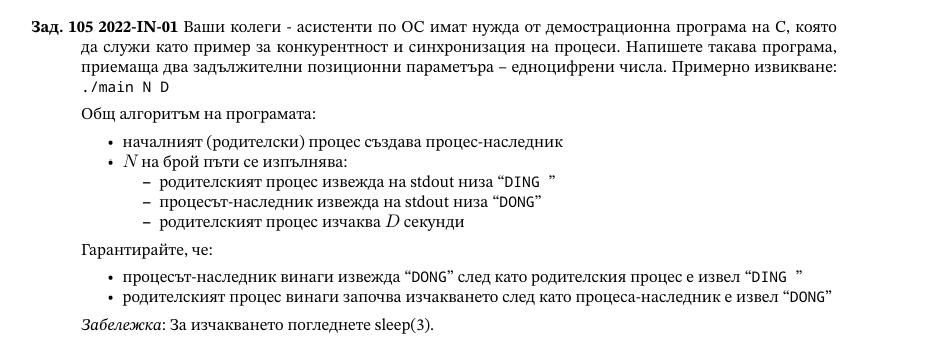 Зад. 105 2022-IN-01 Ваши колеги - асистенти по ОС имат нужда от демострационна програма на C, която
да служи като пример за конкурентност и синхронизация на процеси. Напишете такава програма,
приемаща два задължителни позиционни параметъра – едноцифрени числа. Примерно извикване:
./main N D
Общ алгоритъм на програмата:
• началният (родителски) процес създава процес-наследник
• N на брой пъти се изпълнява:
– родителският процес извежда на stdout низа “DING ”
– процесът-наследник извежда на stdout низа “DONG”
– родителският процес изчаква D секунди
Гарантирайте, че:
• процесът-наследник винаги извежда “DONG” след като родителския процес е извел “DING ”
• родителският процес винаги започва изчакването след като процеса-наследник е извел “DONG”
Забележка: За изчакването погледнете sleep(3).